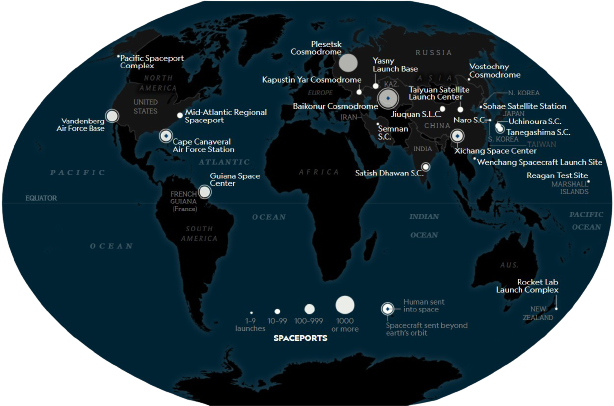 Plesetsk
Cosmodrome
RUSSIA
Pacific Spaceport
Complex
Yasny
Launch Base
Vostochny
Cosmodrome
NORTH
AMERICA
Kapustin Yar Cosmodrome
EUROPE
KAZ.
ASIA
Taiyuan Satellite
Launch Center
N. KOREA
UNITED
STATES
Mid-Atlantic Regional
Spaceport
Baikonur Cosmodrome
Sohae Satellite Station
JAPAN
Vandenberg
Air Force Base
IRAN
Jiuquan S.L.C.
Naro S.C.
Uchinoura S.C.
Semnan
S.C.
CHINA
Tanegashima S.C.
S. KOREA
TAIWAN
Cape Canaveral
Air Force Station
Xichang Space Center
INDIA
ATLANTIC
Wenchang Spacecraft Launch Site
PACIFIC
Guiana Space
Center
AFRICA
Satish Dhawan S.C.
Reagan Test Site
MARSHALL
ISLANDS
EQUATOR
FRENCH
GUIANA
(France)
OCEAN
INDIAN
OCEAN
PACIFIC
OCEAN
SOUTH
AMERICA
OCEAN
AUS.
Rocket Lab
Launch Complex
NEW
ZEALAND
1-9
launches
10-99
100-999
1000
or more
Human sent
into space
Spacecraft sent beyond
earth's orbit
SPACEPORTS